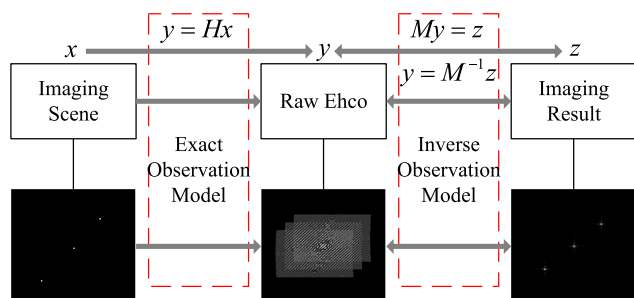 y = Hx
My = z
x
y
z
y = M⁻¹z
Imaging
Scene
Raw Ehco
Imaging
Result
Exact
Observation
Model
Inverse
Observation
Model